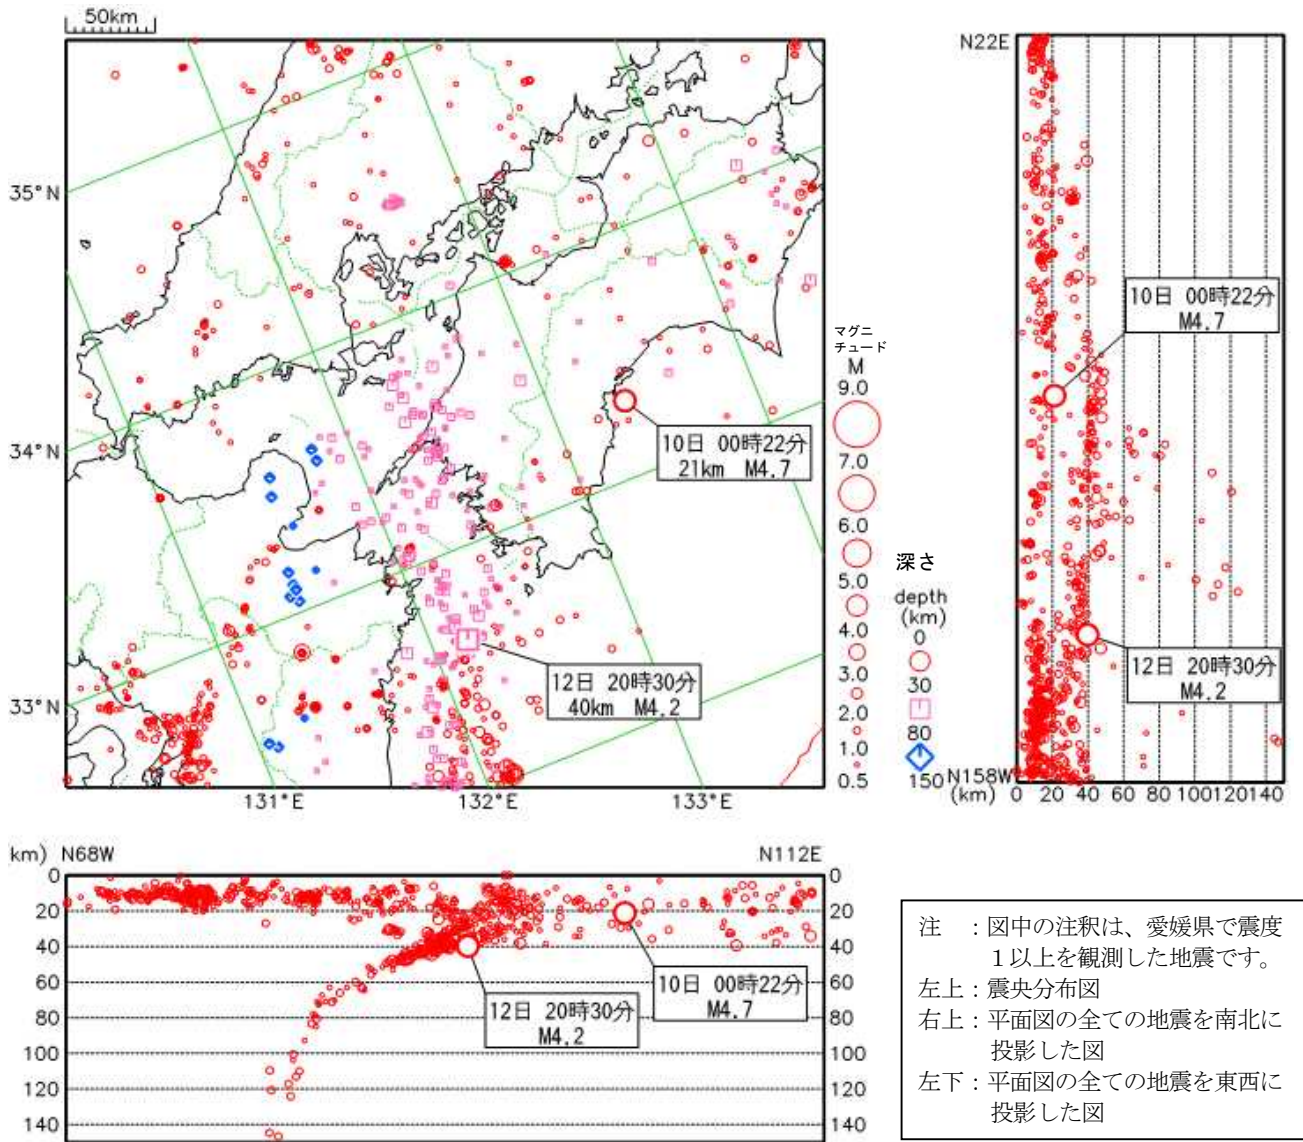 50km
35°N
34°N
33°N
131°E
132°E
133°E
10日 00時22分
21km M4.7
12日 20時30分
40km M4.2
マグニ
チュード
M
9.0
7.0
6.0
5.0
4.0
3.0
2.0
1.0
0.5
深さ
depth
(km)
0
30
80
150
N22E
10日 00時22分
M4.7
12日 20時30分
M4.2
N158W
(km)
0 20 40 60 80 100 120 140
km) N68W
N112E
0 0
20 20
40 40
60 60
80 80
100 100
120 120
140 140
10日 00時22分
M4.7
12日 20時30分
M4.2
注 ：図中の注釈は、愛媛県で震度
１以上を観測した地震です。
左上：震央分布図
右上：平面図の全ての地震を南北に
投影した図
左下：平面図の全ての地震を東西に
投影した図